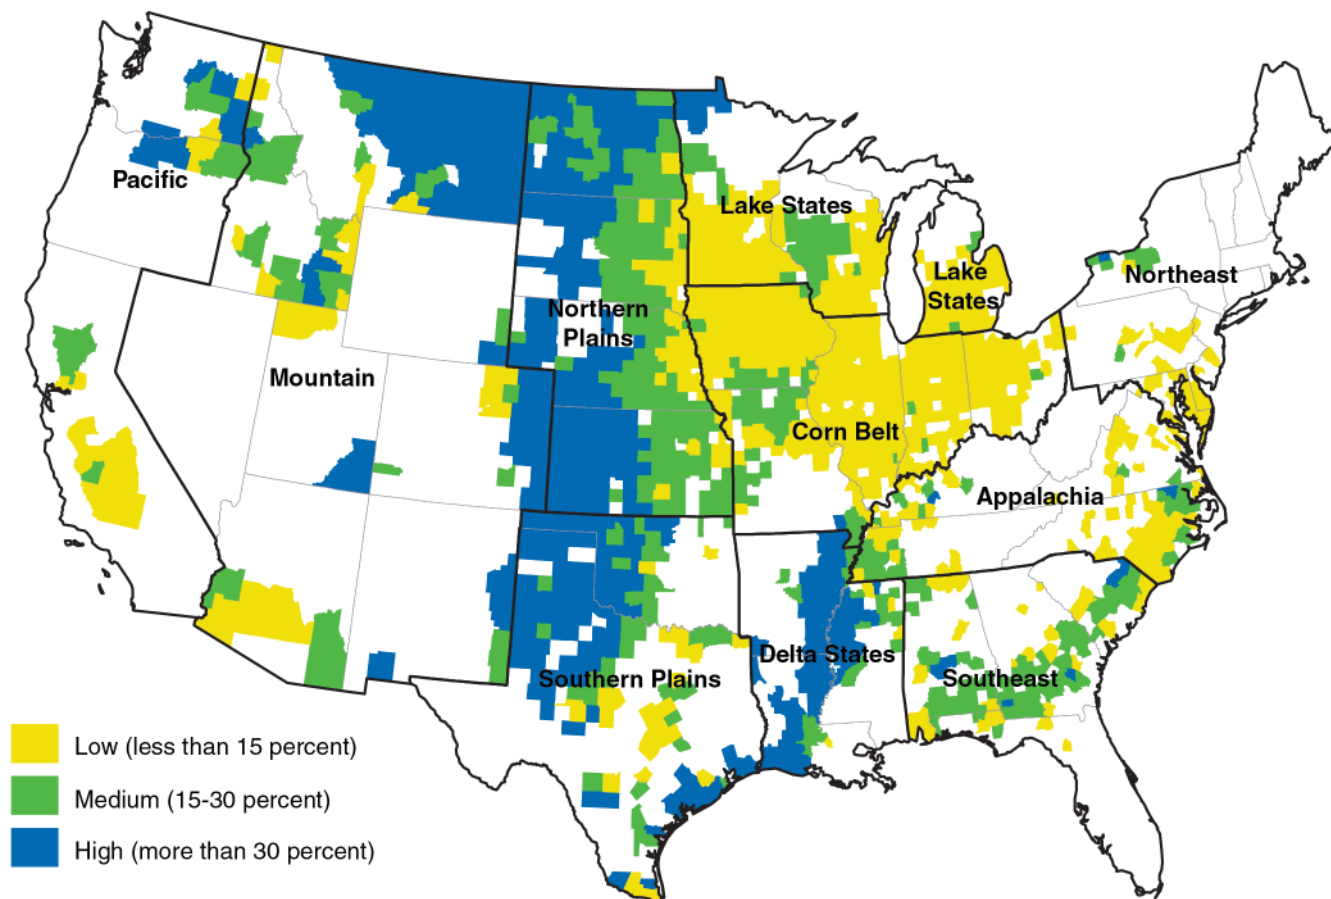 Pacific
Lake States
Lake
States
Northeast
Northern
Plains
Mountain
Corn Belt
Appalachia
Delta States
Southern Plains
Southeast
Low (less than 15 percent)
Medium (15-30 percent)
High (more than 30 percent)